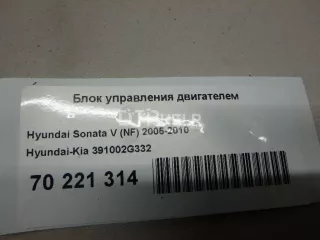 Блок управления двигателем
Hyundai Sonata V (NF) 2005-2010
Hyundai-Kia 391002G332
70 221 314